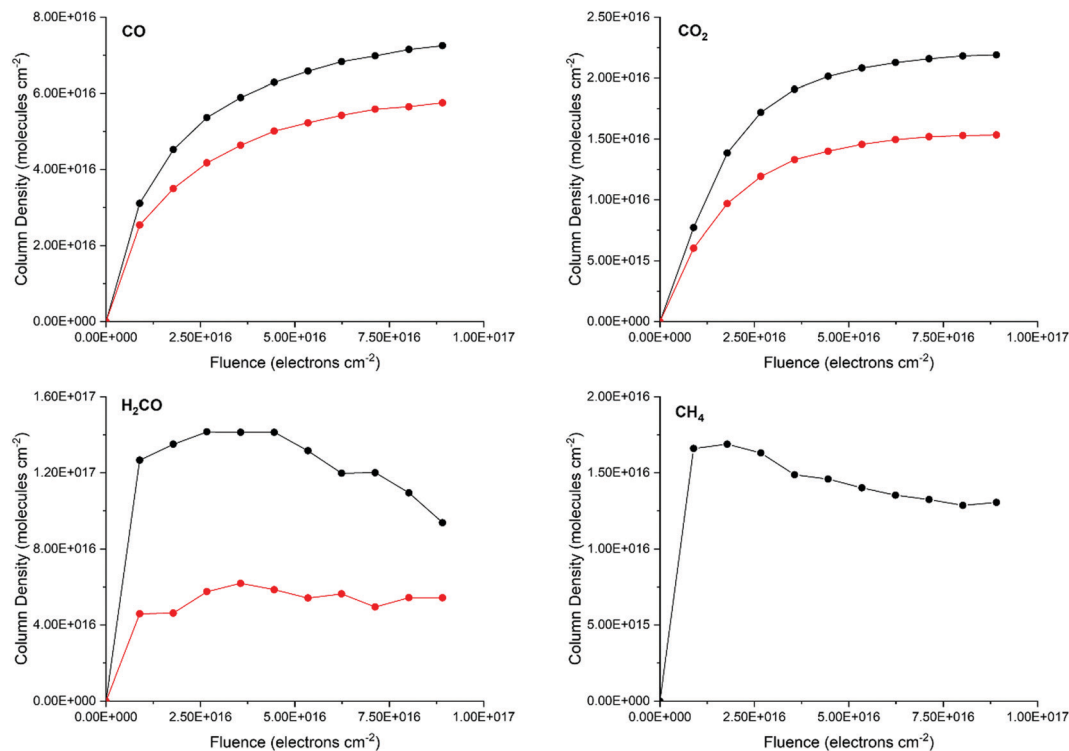 CO
8.00E+016
6.00E+016
4.00E+016
2.00E+016
0.00E+000
Column Density (molecules cm-2)
0.00E+000 2.50E+016 5.00E+016 7.50E+016 1.00E+017
Fluence (electrons cm-2)
CO2
2.50E+016
2.00E+016
1.50E+016
1.00E+016
5.00E+015
0.00E+000
Column Density (molecules cm-2)
0.00E+000 2.50E+016 5.00E+016 7.50E+016 1.00E+017
Fluence (electrons cm-2)
H2CO
1.60E+017
1.20E+017
8.00E+016
4.00E+016
0.00E+000
Column Density (molecules cm-2)
0.00E+000 2.50E+016 5.00E+016 7.50E+016 1.00E+017
Fluence (electrons cm-2)
CH4
2.00E+016
1.50E+016
1.00E+016
5.00E+015
0.00E+000
Column Density (molecules cm-2)
0.00E+000 2.50E+016 5.00E+016 7.50E+016 1.00E+017
Fluence (electrons cm-2)